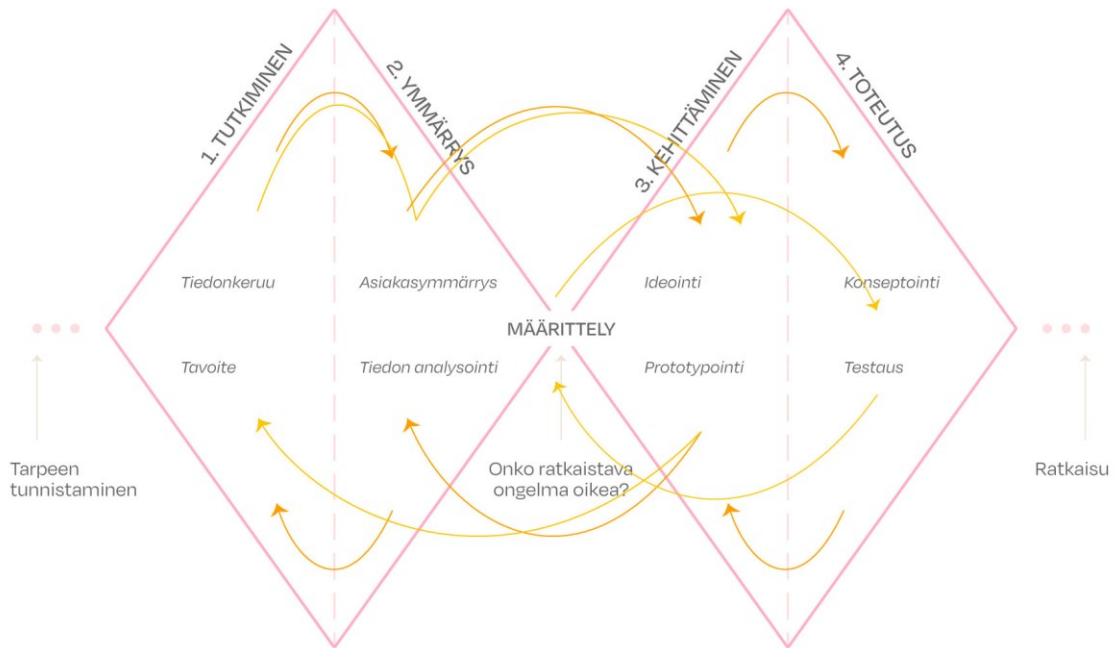 1. TUTKIMINEN
2. YMMÄRRYS
3. KEHITTÄMINEN
4. TOTEUTUS
Tiedonkeruu
Asiakasymmärrys
Ideointi
Konseptointi
MÄÄRITTELY
Tavoite
Tiedon analysointi
Prototypointi
Testaus
Tarpeen
tunnistaminen
Onko ratkaistava
ongelma oikea?
Ratkaisu